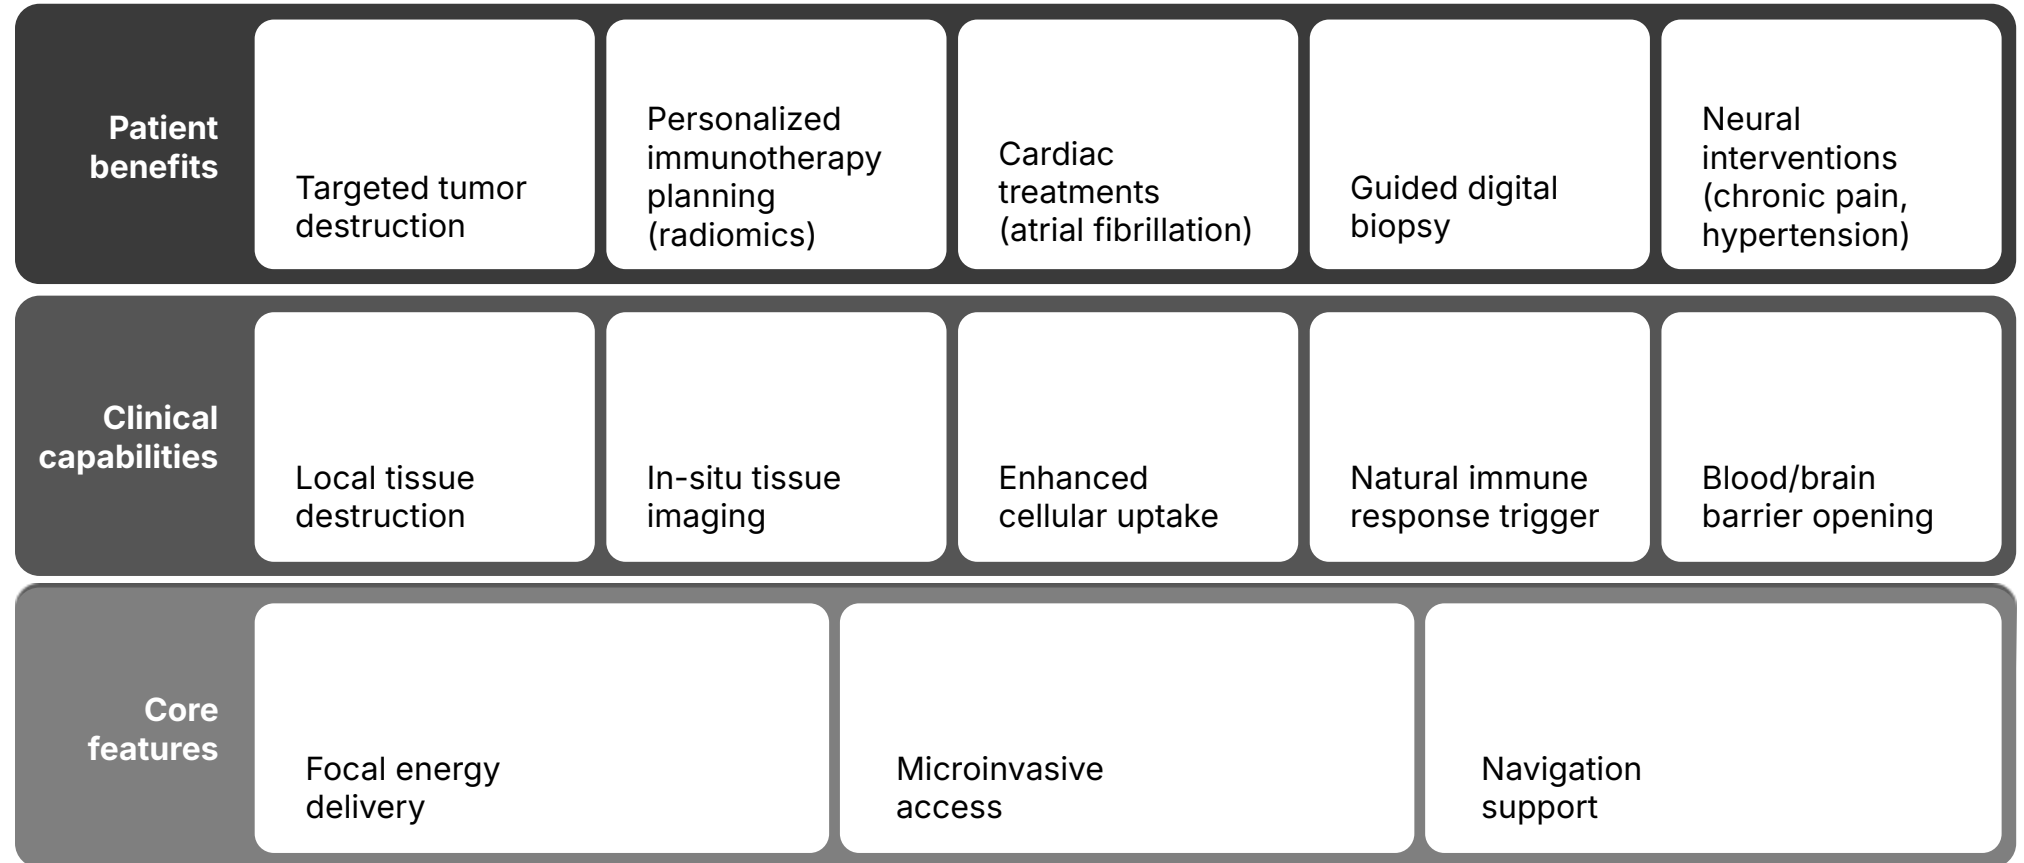 Patient
benefits
Targeted tumor
destruction
Personalized
immunotherapy
planning
(radiomics)
Cardiac
treatments
(atrial fibrillation)
Guided digital
biopsy
Neural
interventions
(chronic pain,
hypertension)
Clinical
capabilities
Local tissue
destruction
In-situ tissue
imaging
Enhanced
cellular uptake
Natural immune
response trigger
Blood/brain
barrier opening
Core
features
Focal energy
delivery
Microinvasive
access
Navigation
support